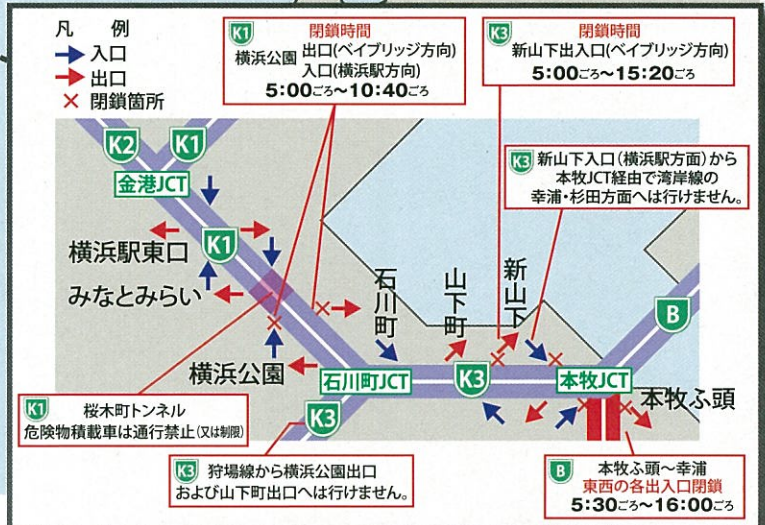 凡 例
入口
出口
閉鎖箇所
K1
閉鎖時間
横浜公園 出口(ベイブリッジ方向)
入口(横浜駅方向)
5:00ごろ～10:40ごろ
K3
閉鎖時間
新山下出入口(ベイブリッジ方向)
5:00ごろ～15:20ごろ
K3 新山下入口(横浜駅方面)から
本牧JCT経由で湾岸線の
幸浦・杉田方面へは行けません。
K2
K1
金港JCT
K1
横浜駅東口
みなとみらい
石川町
山下町
新山下
B
横浜公園
石川町JCT
K3
本牧JCT
本牧ふ頭
K3
K1 桜木町トンネル
危険物積載車は通行禁止(又は制限)
K3 狩場線から横浜公園出口
および山下町出口へは行けません。
B 本牧ふ頭～幸浦
東西の各出入口閉鎖
5:30ごろ～16:00ごろ